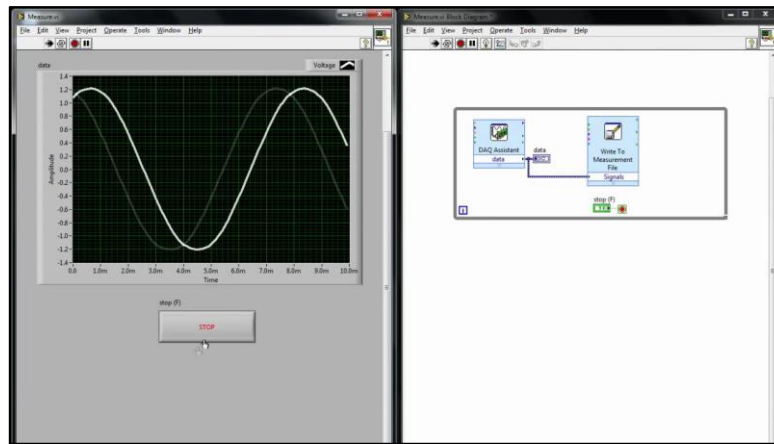 Measure.vi
File Edit View Project Operate Tools Window Help
data
Voltage
1.4
1.2
1.0
0.8
0.6
0.4
0.2
0.0
-0.2
-0.4
-0.6
-0.8
-1.0
-1.2
-1.4
Amplitude
0.0 1.0m 2.0m 3.0m 4.0m 5.0m 6.0m 7.0m 8.0m 9.0m 10.0m
Time
stop (F)
STOP
Measure.vi Block Diagram *
File Edit View Project Operate Tools Window Help
DAQ Assistant
data
data
Write To
Measurement
File
Signals
stop (F)
TF
i